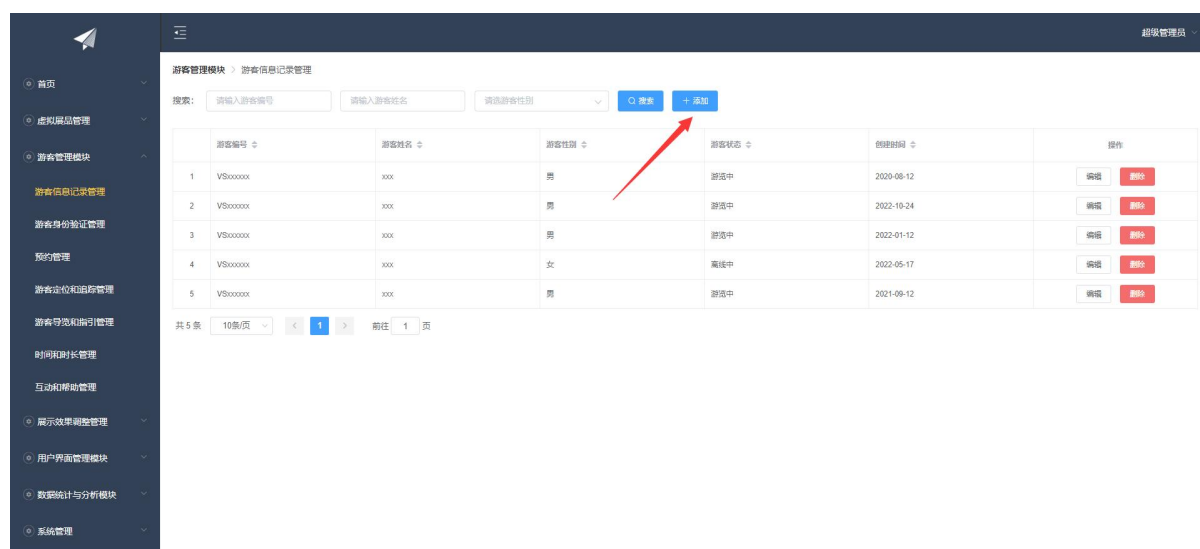 超级管理员
首页
虚拟展品管理
游客管理模块
游客信息记录管理
游客身份验证管理
预约管理
游客定位和追踪管理
游客导览和指引管理
时间和时长管理
互动和帮助管理
展示效果调整管理
用户界面管理模块
数据统计与分析模块
系统管理
游客管理模块 > 游客信息记录管理
搜索: 请输入游客编号 请输入游客姓名 请选游客性别 搜索 + 添加
游客编号 游客姓名 游客性别 游客状态 创建时间 操作
1 VSxxxxxx xxx 男 游览中 2020-08-12 编辑 删除
2 VSxxxxxx xxx 男 游览中 2022-10-24 编辑 删除
3 VSxxxxxx xxx 男 游览中 2022-01-12 编辑 删除
4 VSxxxxxx xxx 女 离线中 2022-05-17 编辑 删除
5 VSxxxxxx xxx 男 游览中 2021-09-12 编辑 删除
共 5 条 10条/页 < 1 > 前往 1 页